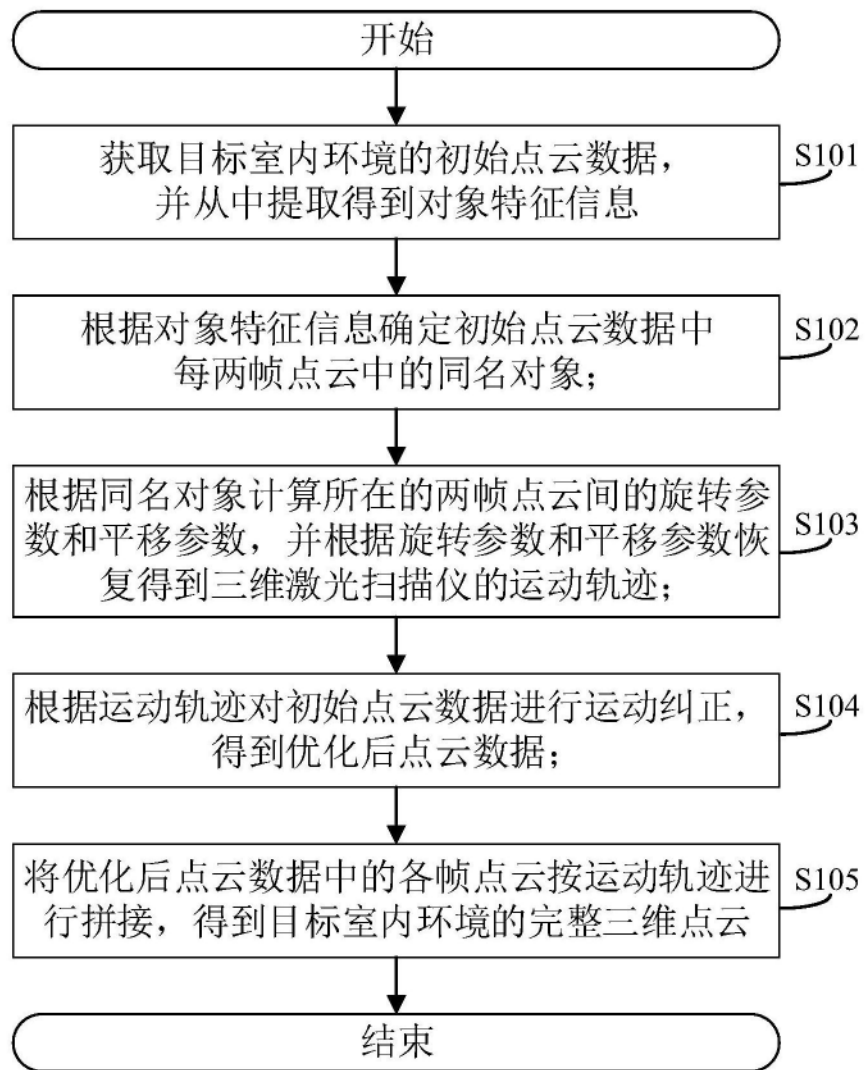 开始
获取目标室内环境的初始点云数据，
并从中提取得到对象特征信息
S101
根据对象特征信息确定初始点云数据中
每两帧点云中的同名对象；
S102
根据同名对象计算所在的两帧点云间的旋转参
数和平移参数，并根据旋转参数和平移参数恢
复得到三维激光扫描仪的运动轨迹；
S103
根据运动轨迹对初始点云数据进行运动纠正，
得到优化后点云数据；
S104
将优化后点云数据中的各帧点云按运动轨迹进
行拼接，得到目标室内环境的完整三维点云
S105
结束